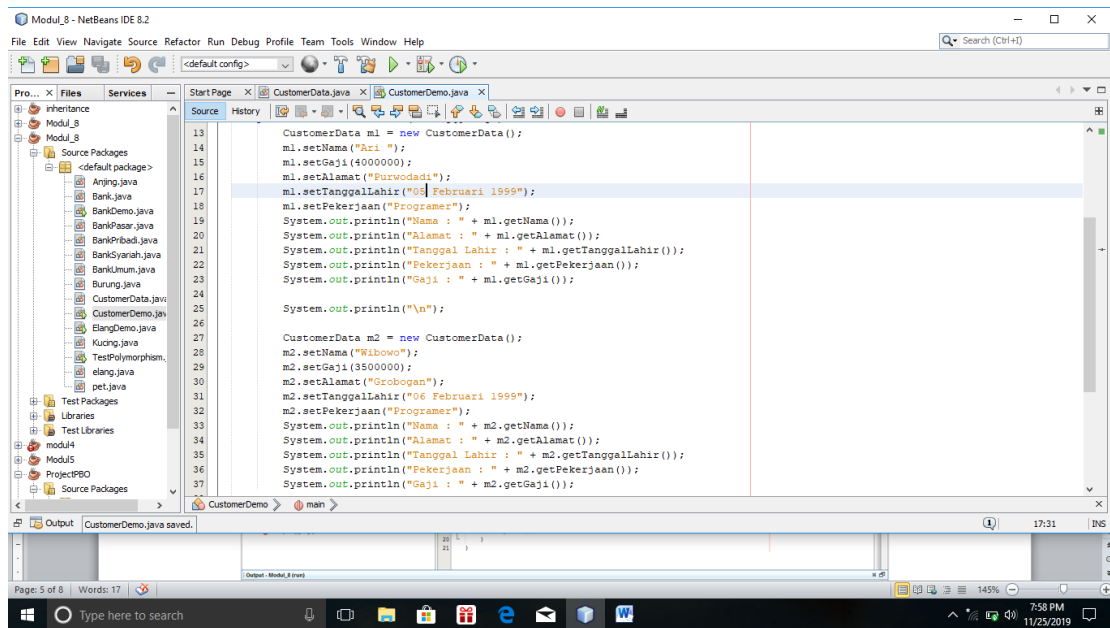 Modul_8 - NetBeans IDE 8.2
File Edit View Navigate Source Refactor Run Debug Profile Team Tools Window Help
Search (Ctrl+I)
<default config>
Pro... Files Services
Start Page CustomerData.java CustomerDemo.java
Source History
inheritance
Modul_8
Modul_8
Source Packages
<default package>
Anjing.java
Bank.java
BankDemo.java
BankPasar.java
BankPribadi.java
BankSyariah.java
BankUmum.java
Burung.java
CustomerData.java
CustomerDemo.jav
ElangDemo.java
Kucing.java
TestPolymorphism.
elang.java
pet.java
Test Packages
Libraries
Test Libraries
modul4
Modul5
ProjectPBO
Source Packages
13 CustomerData m1 = new CustomerData();
14 m1.setNama("Ari ");
15 m1.setGaji(4000000);
16 m1.setAlamat("Purwodadi");
17 m1.setTanggalLahir("05 Februari 1999");
18 m1.setPekerjaan("Programer");
19 System.out.println("Nama : " + m1.getNama());
20 System.out.println("Alamat : " + m1.getAlamat());
21 System.out.println("Tanggal Lahir : " + m1.getTanggalLahir());
22 System.out.println("Pekerjaan : " + m1.getPekerjaan());
23 System.out.println("Gaji : " + m1.getGaji());
24
25 System.out.println("\n");
26
27 CustomerData m2 = new CustomerData();
28 m2.setNama("Wibowo");
29 m2.setGaji(3500000);
30 m2.setAlamat("Grobogan");
31 m2.setTanggalLahir("06 Februari 1999");
32 m2.setPekerjaan("Programer");
33 System.out.println("Nama : " + m2.getNama());
34 System.out.println("Alamat : " + m2.getAlamat());
35 System.out.println("Tanggal Lahir : " + m2.getTanggalLahir());
36 System.out.println("Pekerjaan : " + m2.getPekerjaan());
37 System.out.println("Gaji : " + m2.getGaji());
CustomerDemo main
Output CustomerDemo.java saved. 1 17:31 INS
20 }
21 }
Output - Modul_8 (run)
Page: 5 of 8 Words: 17 145%
Type here to search
7:58 PM
11/25/2019